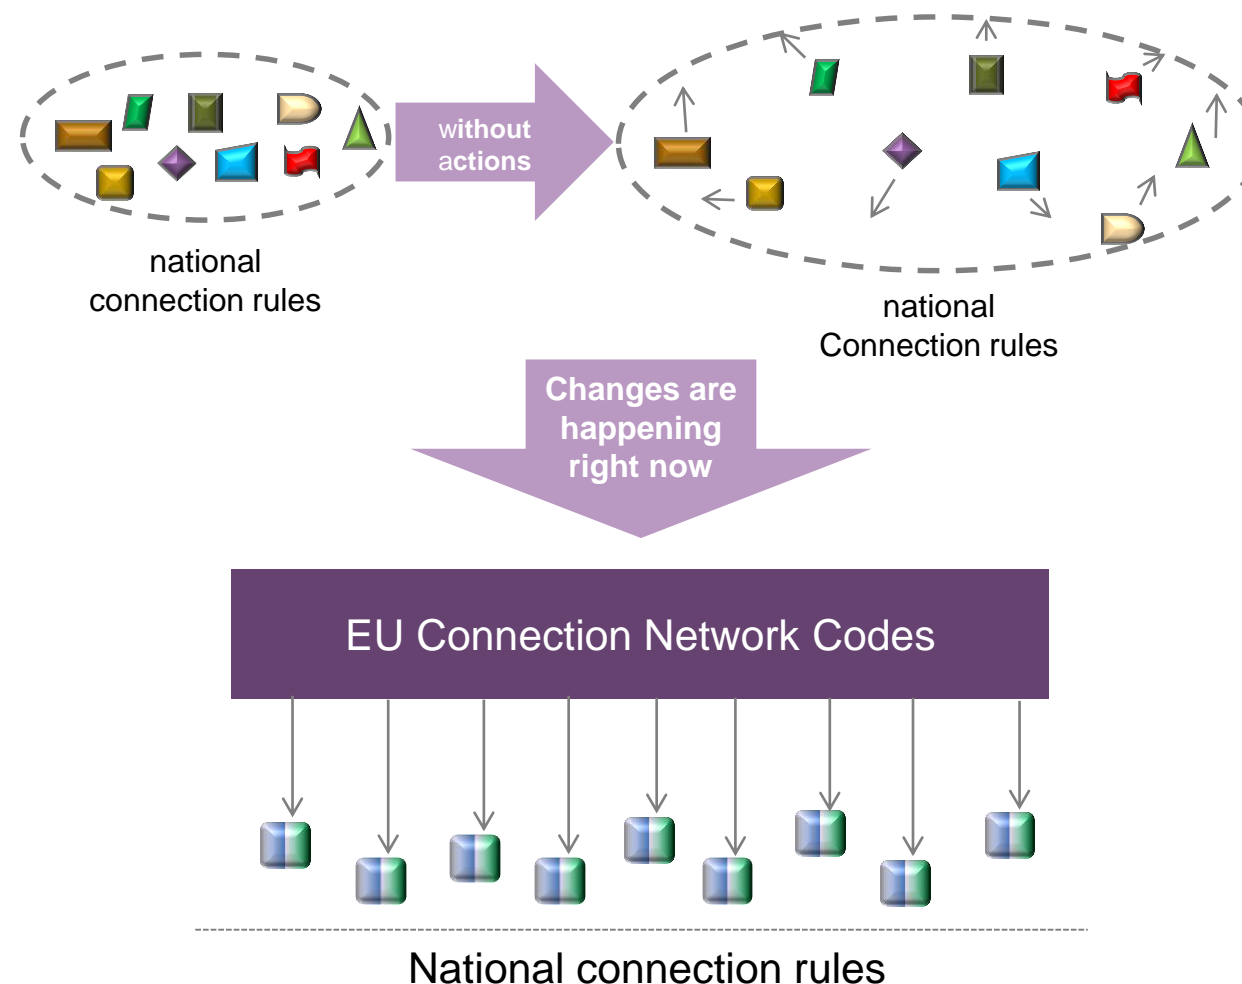 without
actions
national
connection rules
national
Connection rules
Changes are
happening
right now
EU Connection Network Codes
National connection rules